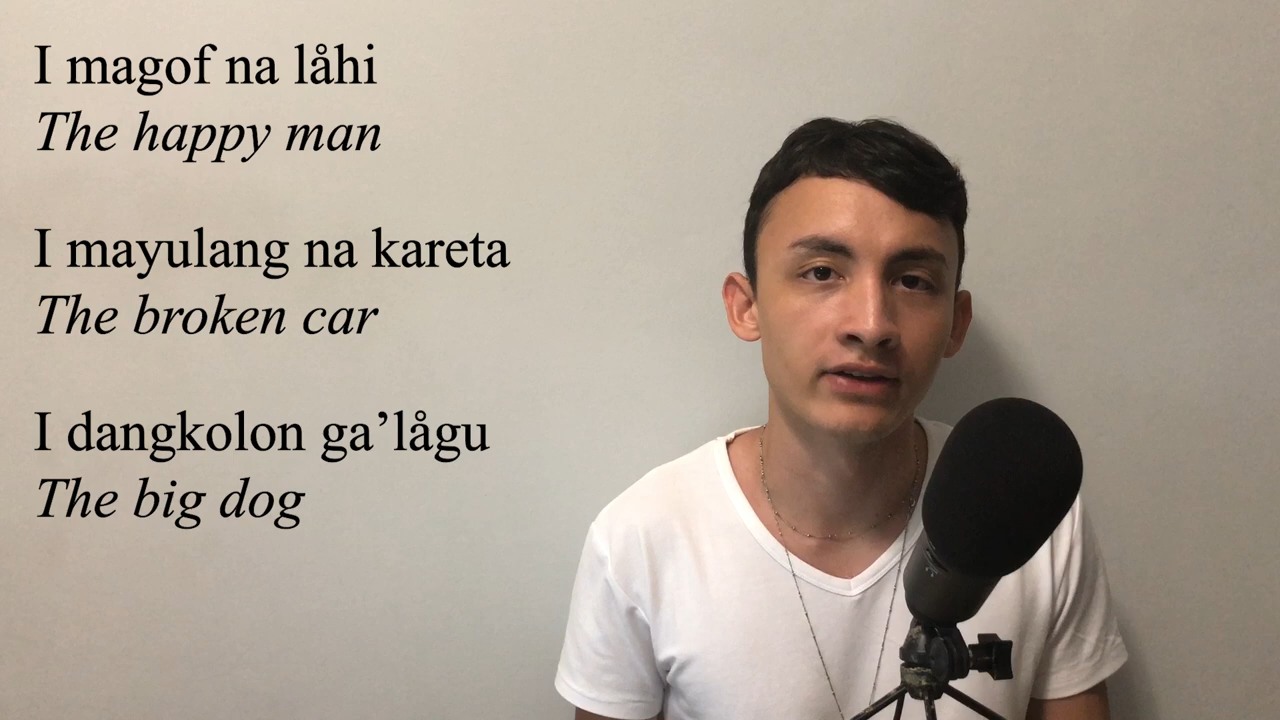 I magof na låhi
The happy man
I mayulang na kareta
The broken car
I dangkolon ga’lågu
The big dog